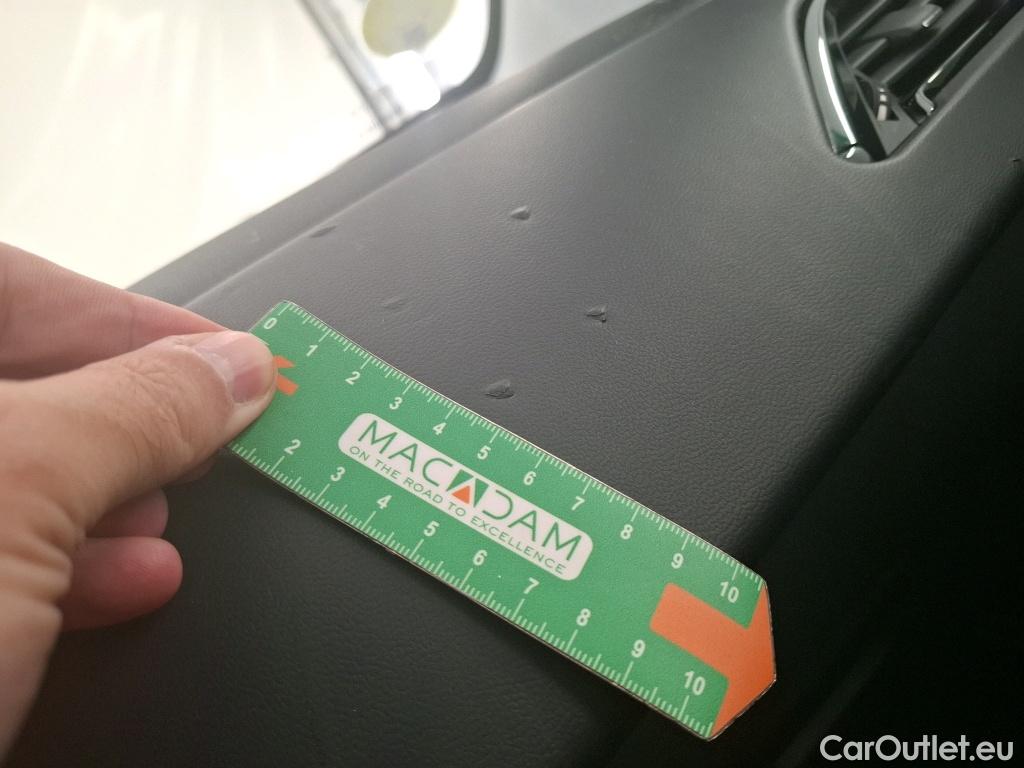 0 1 2 3 4 5 6 7 8 9 10
MACADAM
ON THE ROAD TO EXCELLENCE
2 3 4 5 6 7 8 9 10
CarOutlet.eu